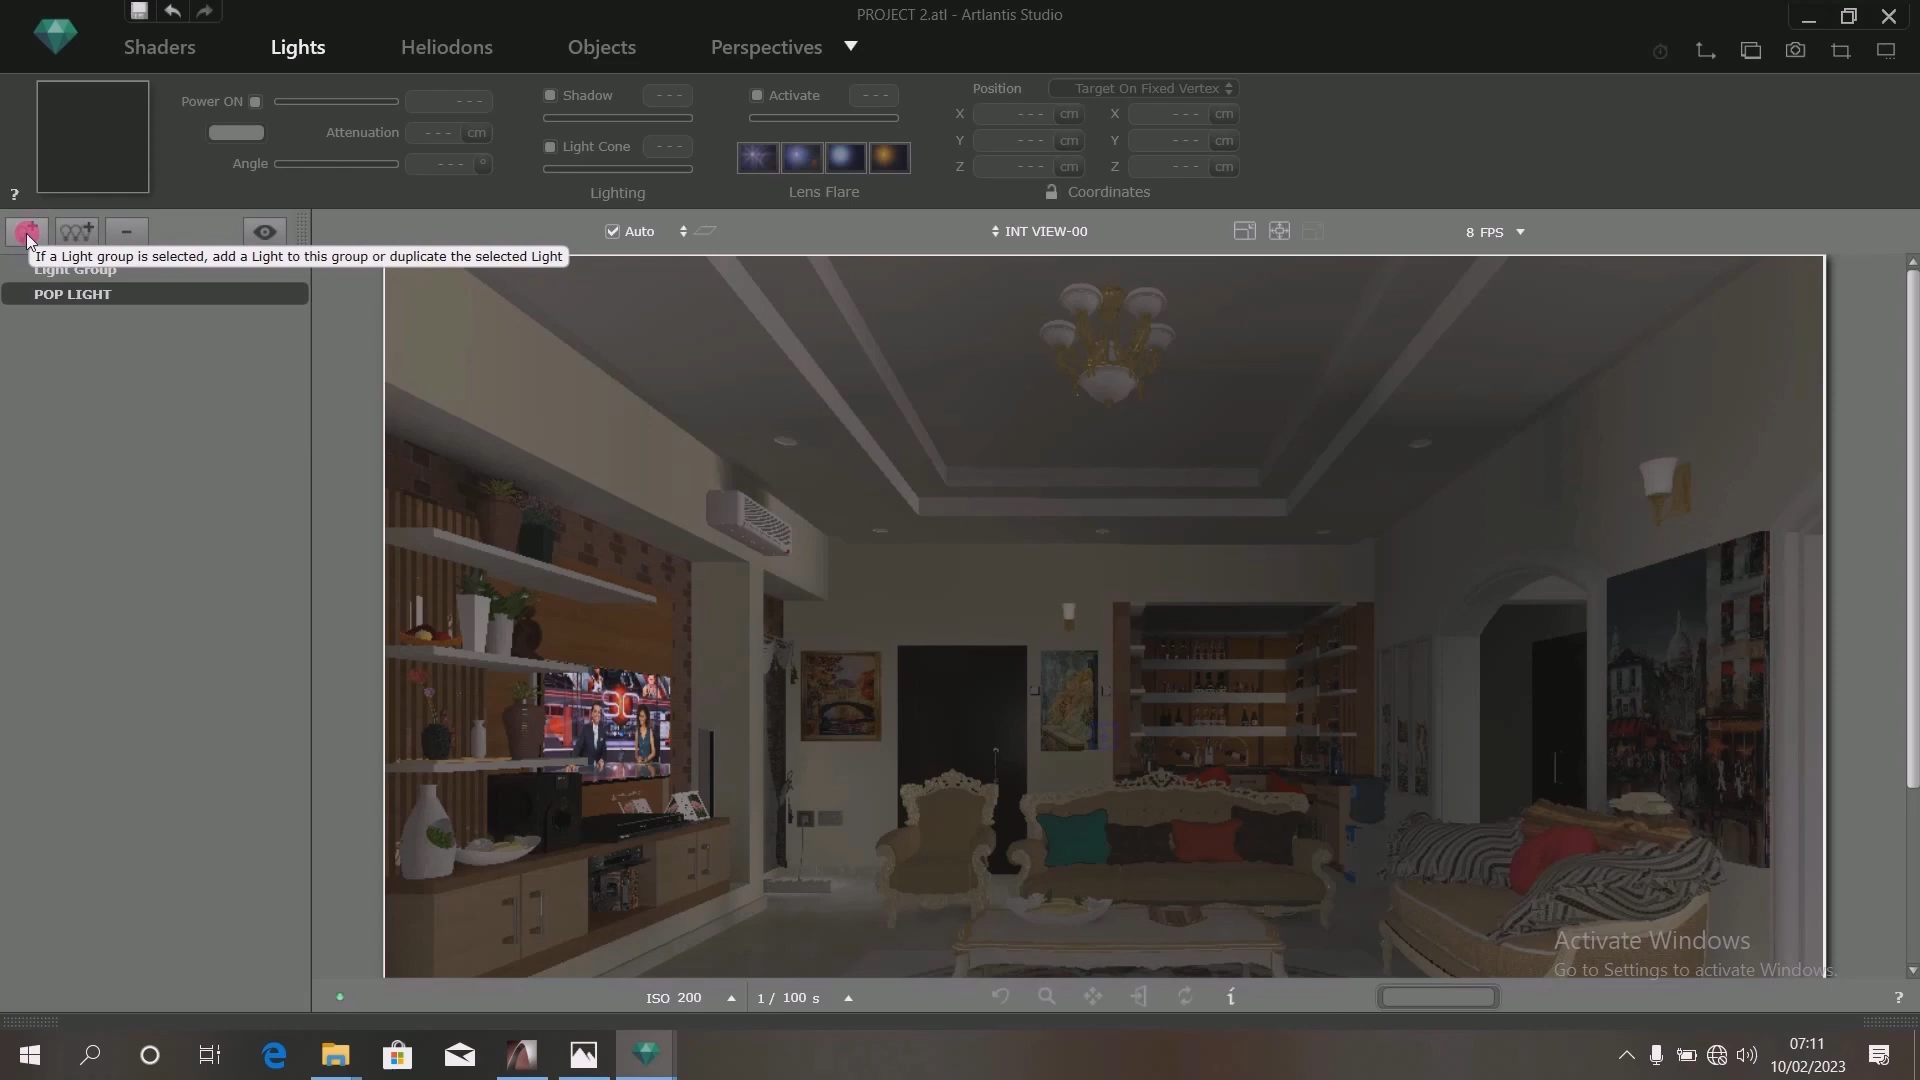 PROJECT 2.atl - Artlantis Studio
Shaders Lights Heliodons Objects Perspectives
Power ON - - -
Attenuation - - - cm
Angle - - - °
Shadow - - -
Light Cone - - -
Lighting
Activate - - -
Lens Flare
Position Target On Fixed Vertex
X - - - cm X - - - cm
Y - - - cm Y - - - cm
Z - - - cm Z - - - cm
Coordinates
?
Auto INT VIEW-00 8 FPS
If a Light group is selected, add a Light to this group or duplicate the selected Light
Light Group
POP LIGHT
Activate Windows
Go to Settings to activate Windows.
ISO 200 1 / 100 s i ?
07:11
10/02/2023